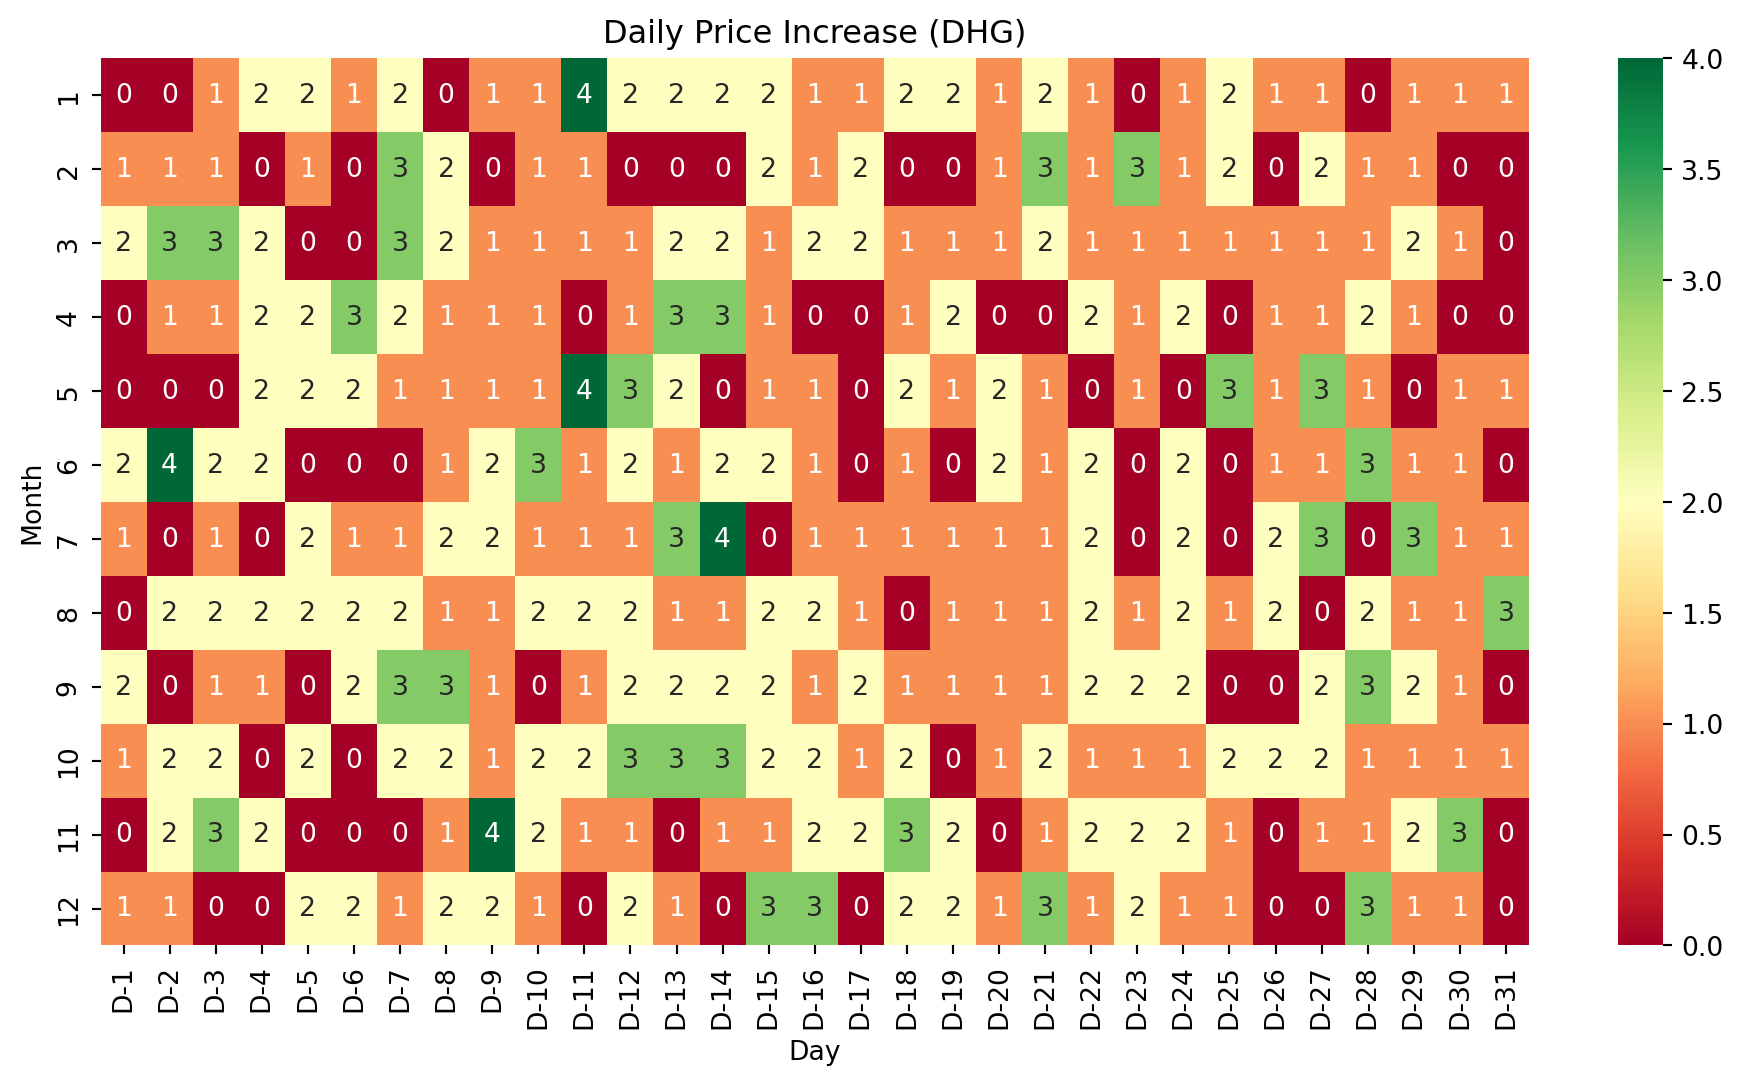 Daily Price Increase (DHG)
1 0 0 1 2 2 1 2 0 1 1 4 2 2 2 2 1 1 2 2 1 2 1 0 1 2 1 1 0 1 1 1
2 1 1 1 0 1 0 3 2 0 1 1 0 0 0 2 1 2 0 0 1 3 1 3 1 2 0 2 1 1 0 0
3 2 3 3 2 0 0 3 2 1 1 1 1 2 2 1 2 2 1 1 1 2 1 1 1 1 1 1 1 2 1 0
4 0 1 1 2 2 3 2 1 1 1 0 1 3 3 1 0 0 1 2 0 0 2 1 2 0 1 1 2 1 0 0
5 0 0 0 2 2 2 1 1 1 1 4 3 2 0 1 1 0 2 1 2 1 0 1 0 3 1 3 1 0 1 1
6 2 4 2 2 0 0 0 1 2 3 1 2 1 2 2 1 0 1 0 2 1 2 0 2 0 1 1 3 1 1 0
7 1 0 1 0 2 1 1 2 2 1 1 1 3 4 0 1 1 1 1 1 1 2 0 2 0 2 3 0 3 1 1
8 0 2 2 2 2 2 2 1 1 2 2 2 1 1 2 2 1 0 1 1 1 2 1 2 1 2 0 2 1 1 3
9 2 0 1 1 0 2 3 3 1 0 1 2 2 2 2 1 2 1 1 1 1 2 2 2 0 0 2 3 2 1 0
10 1 2 2 0 2 0 2 2 1 2 2 3 3 3 2 2 1 2 0 1 2 1 1 1 2 2 2 1 1 1 1
11 0 2 3 2 0 0 0 1 4 2 1 1 0 1 1 2 2 3 2 0 1 2 2 2 1 0 1 1 2 3 0
12 1 1 0 0 2 2 1 2 2 1 0 2 1 0 3 3 0 2 2 1 3 1 2 1 1 0 0 3 1 1 0
Month
D-1 D-2 D-3 D-4 D-5 D-6 D-7 D-8 D-9 D-10 D-11 D-12 D-13 D-14 D-15 D-16 D-17 D-18 D-19 D-20 D-21 D-22 D-23 D-24 D-25 D-26 D-27 D-28 D-29 D-30 D-31
Day
4.0
3.5
3.0
2.5
2.0
1.5
1.0
0.5
0.0